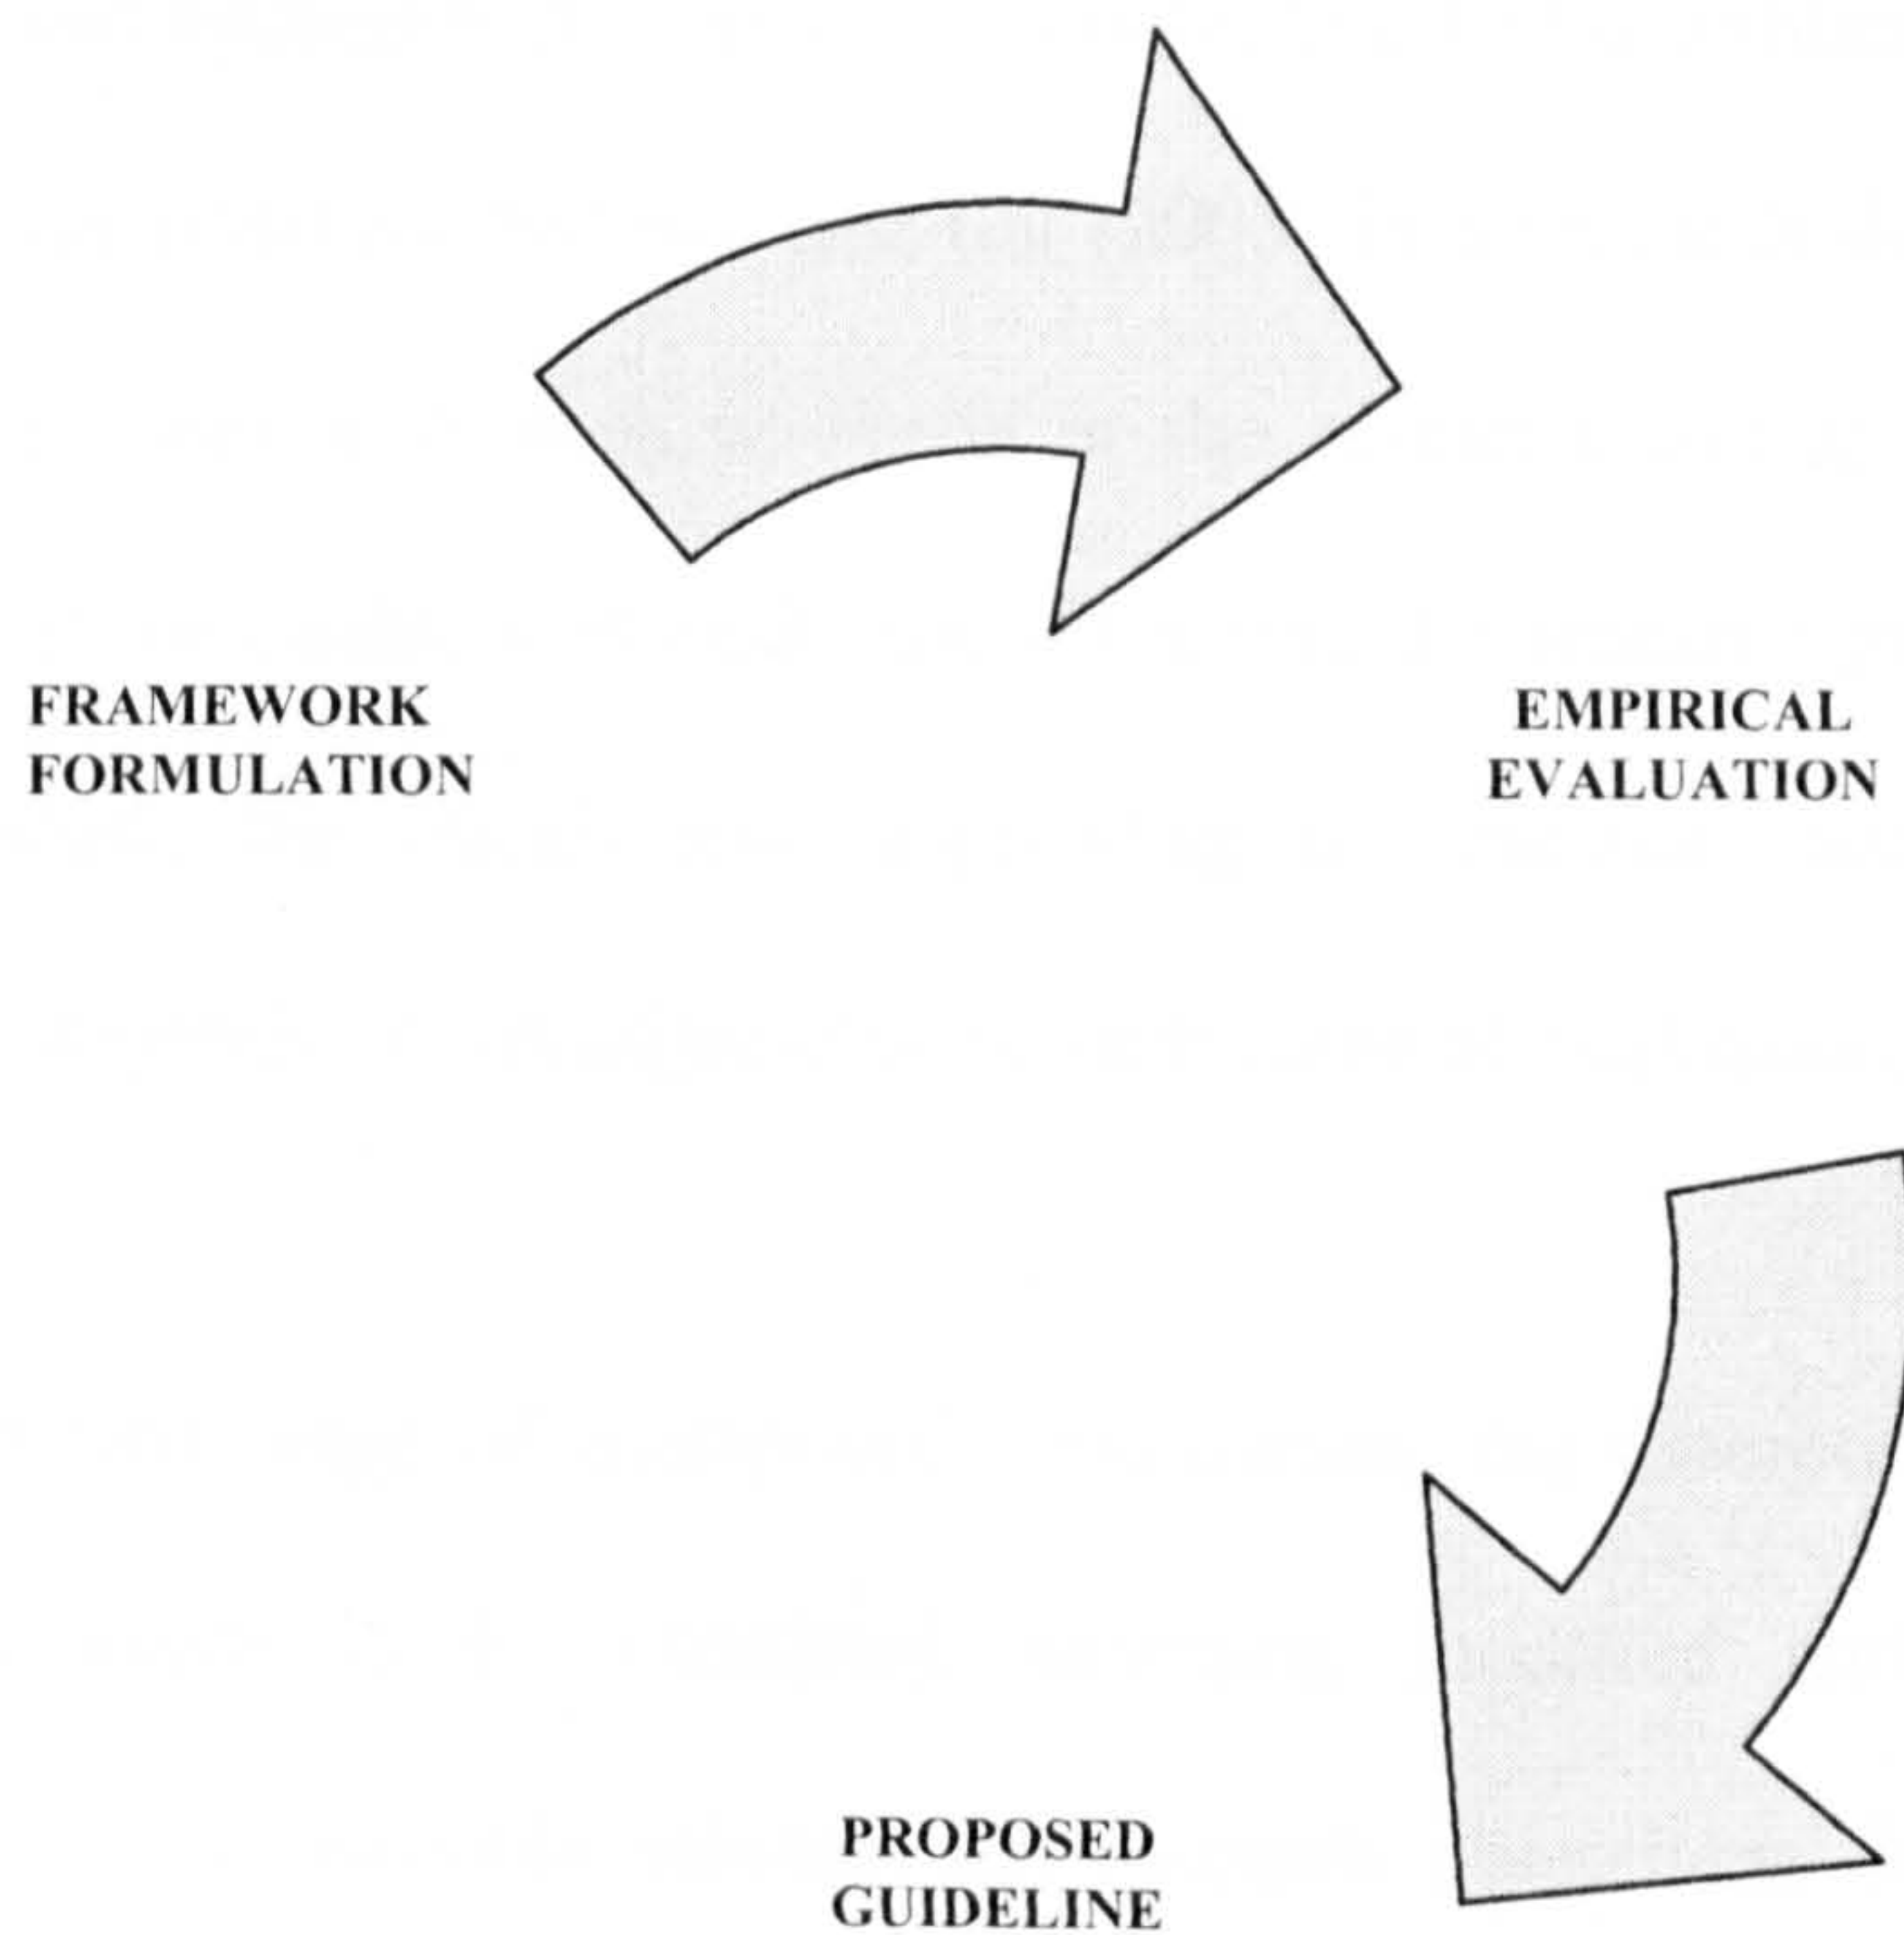 FRAMEWORK
FORMULATION
EMPIRICAL
EVALUATION
PROPOSED
GUIDELINE